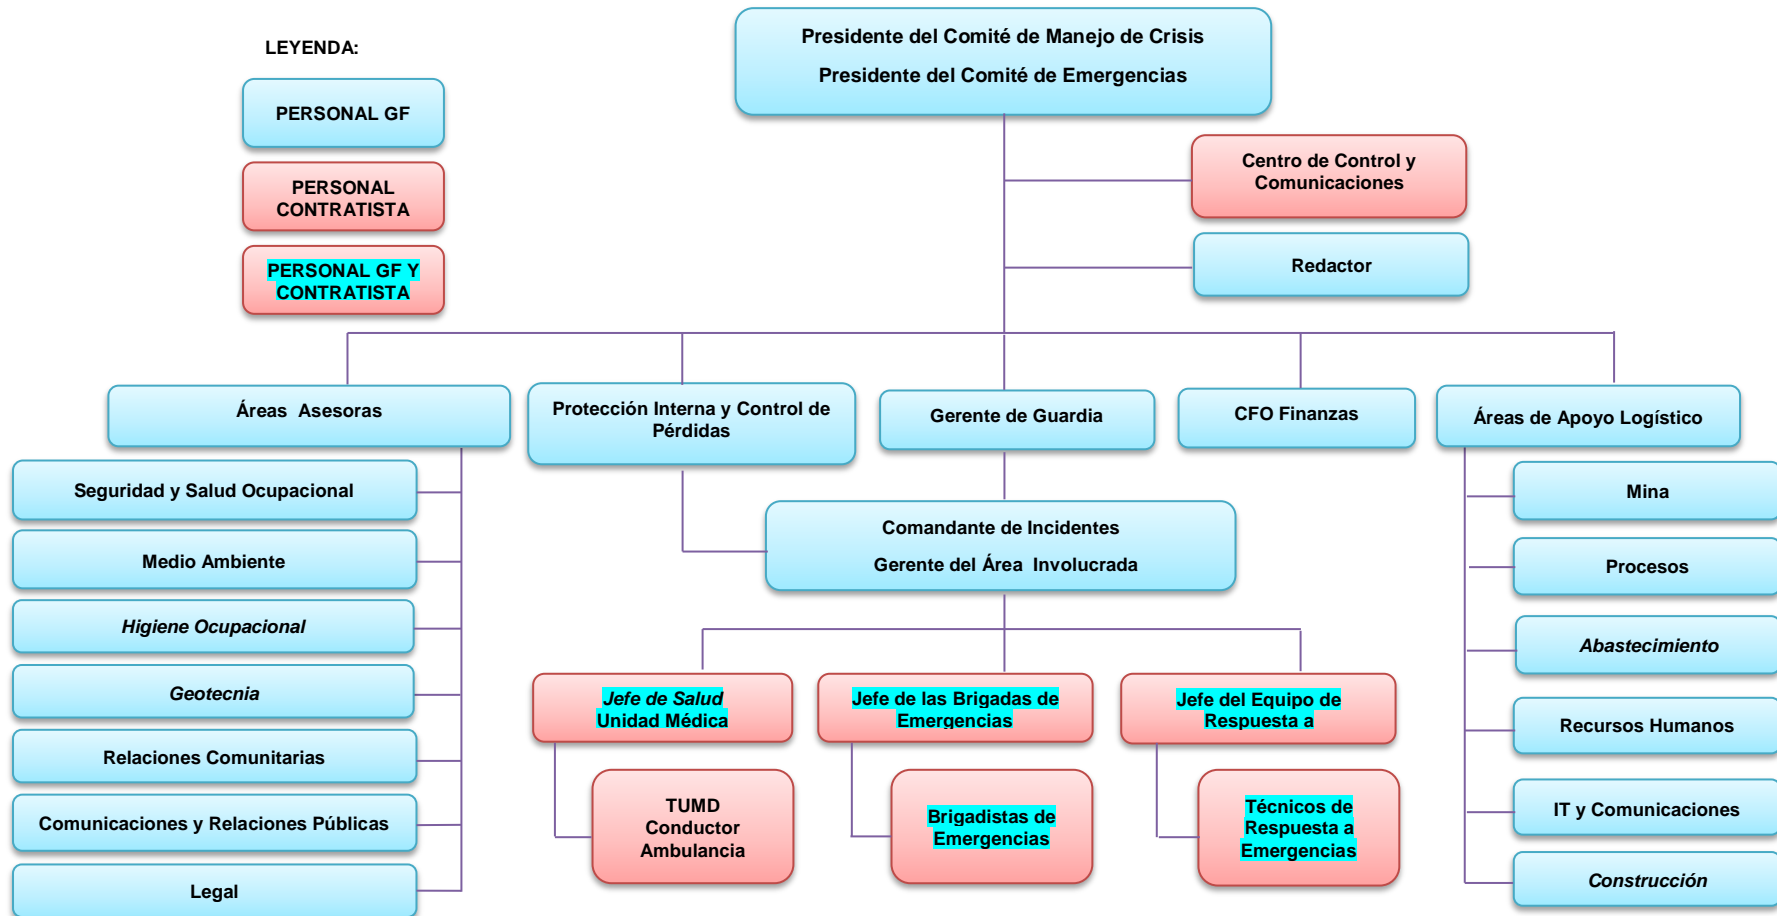 LEYENDA:
PERSONAL GF
PERSONAL
CONTRATISTA
PERSONAL GF Y
CONTRATISTA
Presidente del Comité de Manejo de Crisis
Presidente del Comité de Emergencias
Centro de Control y
Comunicaciones
Redactor
Áreas Asesoras
Protección Interna y Control de
Pérdidas
Gerente de Guardia
CFO Finanzas
Áreas de Apoyo Logístico
Seguridad y Salud Ocupacional
Medio Ambiente
Higiene Ocupacional
Geotecnia
Relaciones Comunitarias
Comunicaciones y Relaciones Públicas
Legal
Comandante de Incidentes
Gerente del Área Involucrada
Jefe de Salud
Unidad Médica
Jefe de las Brigadas de
Emergencias
Jefe del Equipo de
Respuesta a
TUMD
Conductor
Ambulancia
Brigadistas de
Emergencias
Técnicos de
Respuesta a
Emergencias
Mina
Procesos
Abastecimiento
Recursos Humanos
IT y Comunicaciones
Construcción